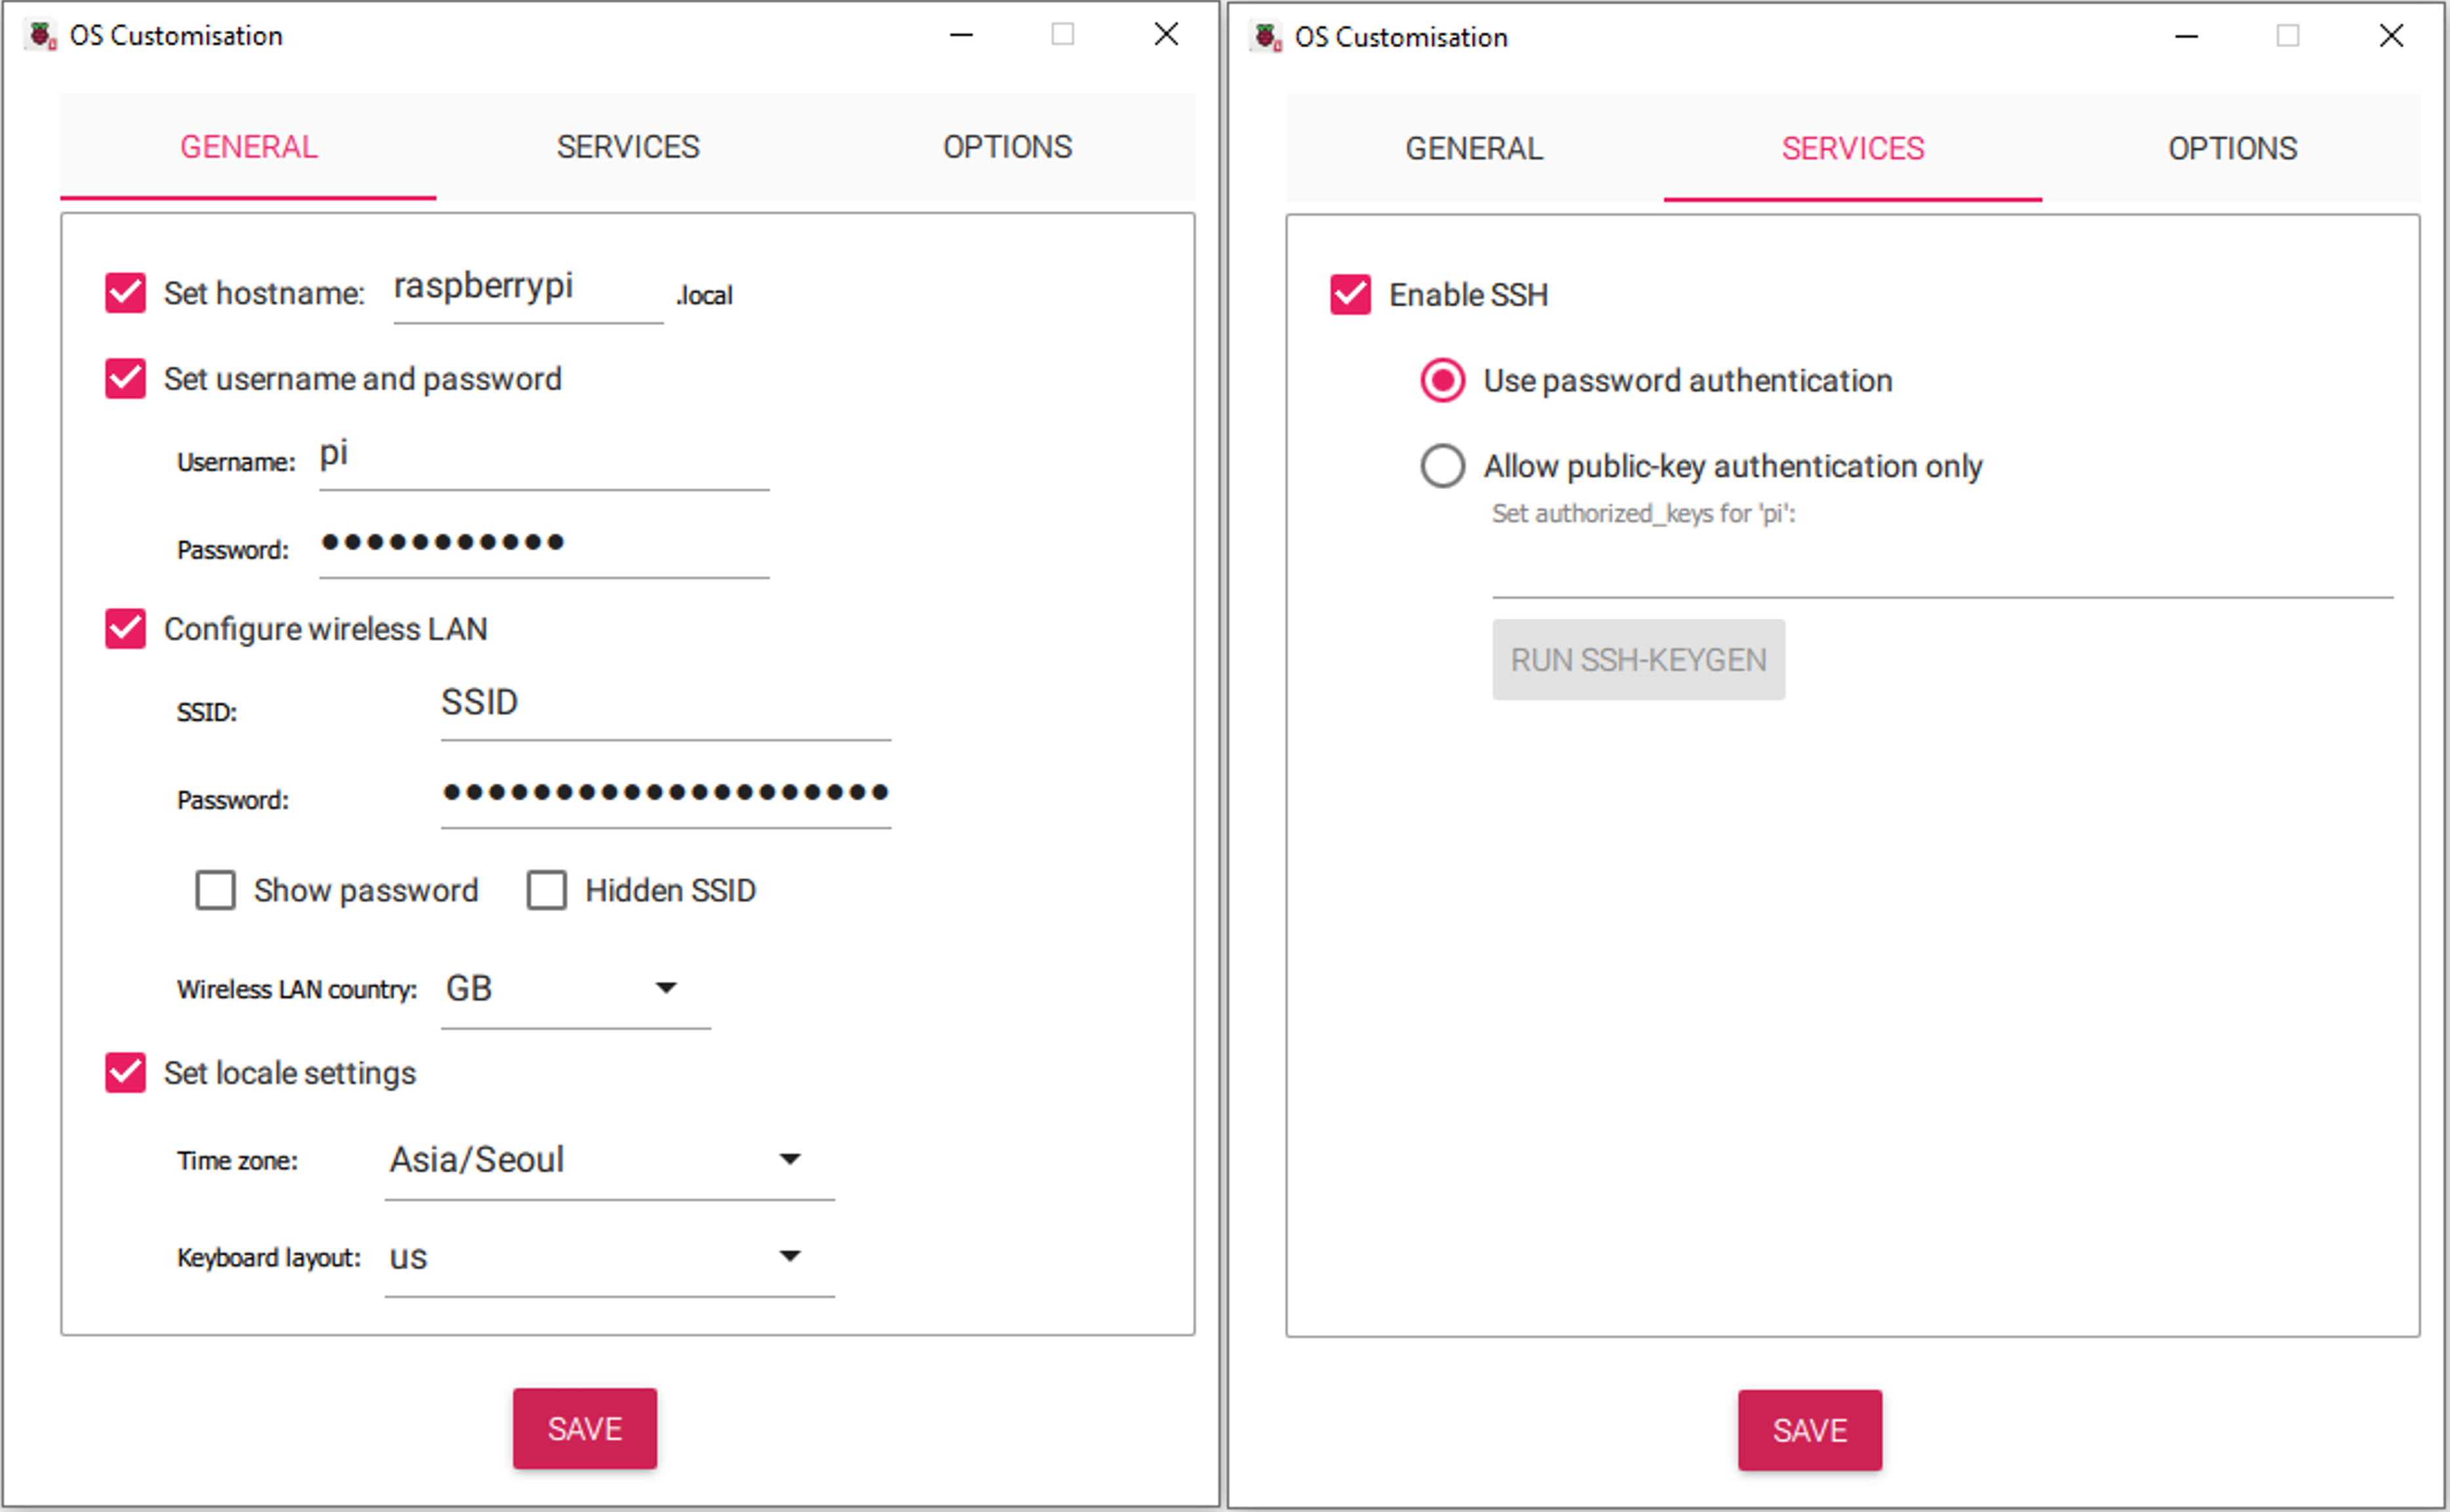 OS Customisation
GENERAL SERVICES OPTIONS
Set hostname: raspberrypi .local
Set username and password
Username: pi
Password: ●●●●●●●●●●●
Configure wireless LAN
SSID: SSID
Password: ●●●●●●●●●●●●●●●●●●●●
Show password Hidden SSID
Wireless LAN country: GB
Set locale settings
Time zone: Asia/Seoul
Keyboard layout: us
SAVE
OS Customisation
GENERAL SERVICES OPTIONS
Enable SSH
Use password authentication
Allow public-key authentication only
Set authorized_keys for 'pi':
RUN SSH-KEYGEN
SAVE